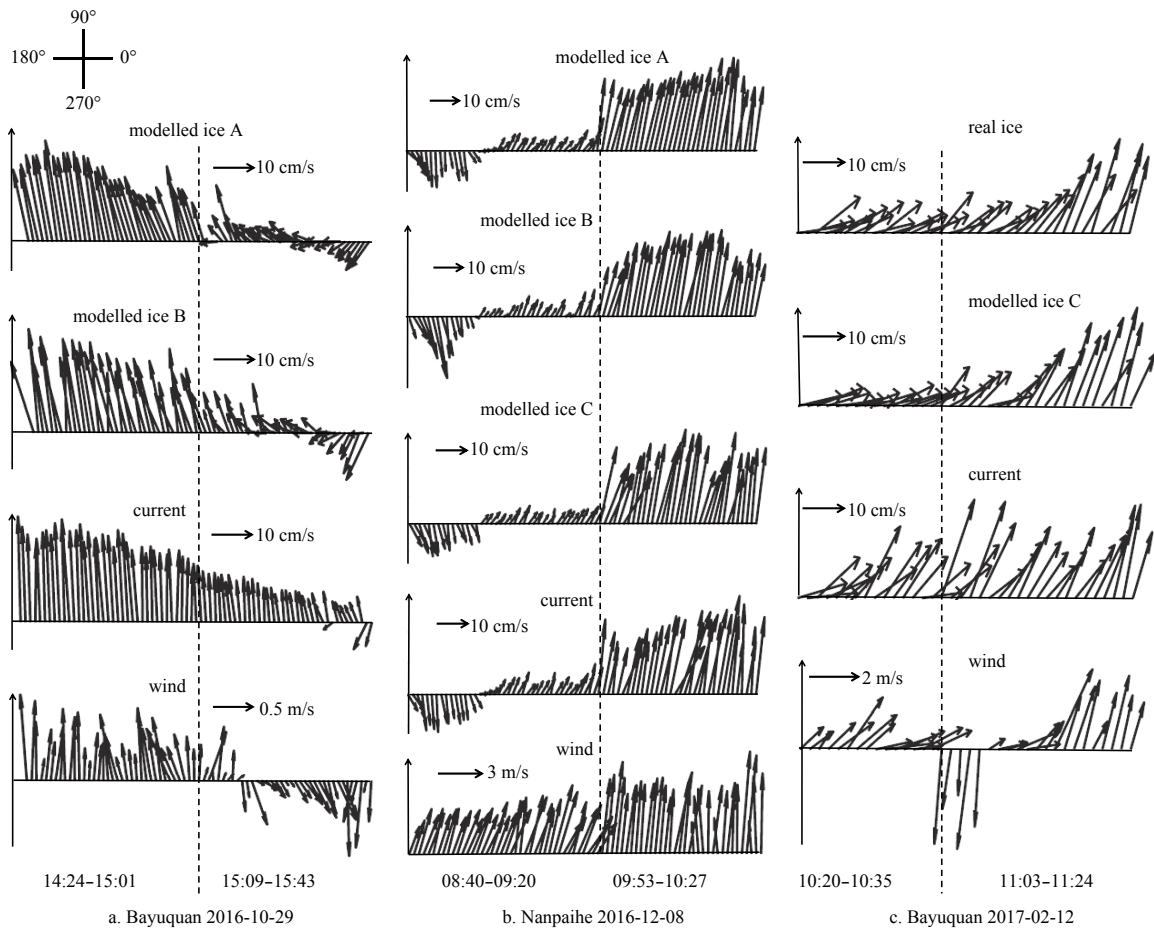 90°
180°
0°
270°
modelled ice A
10 cm/s
modelled ice B
10 cm/s
current
10 cm/s
wind
0.5 m/s
14:24–15:01
15:09–15:43
a. Bayuquan 2016-10-29
modelled ice A
10 cm/s
modelled ice B
10 cm/s
modelled ice C
10 cm/s
current
10 cm/s
wind
3 m/s
08:40–09:20
09:53–10:27
b. Nanpaihe 2016-12-08
real ice
10 cm/s
modelled ice C
10 cm/s
current
10 cm/s
wind
2 m/s
10:20–10:35
11:03–11:24
c. Bayuquan 2017-02-12